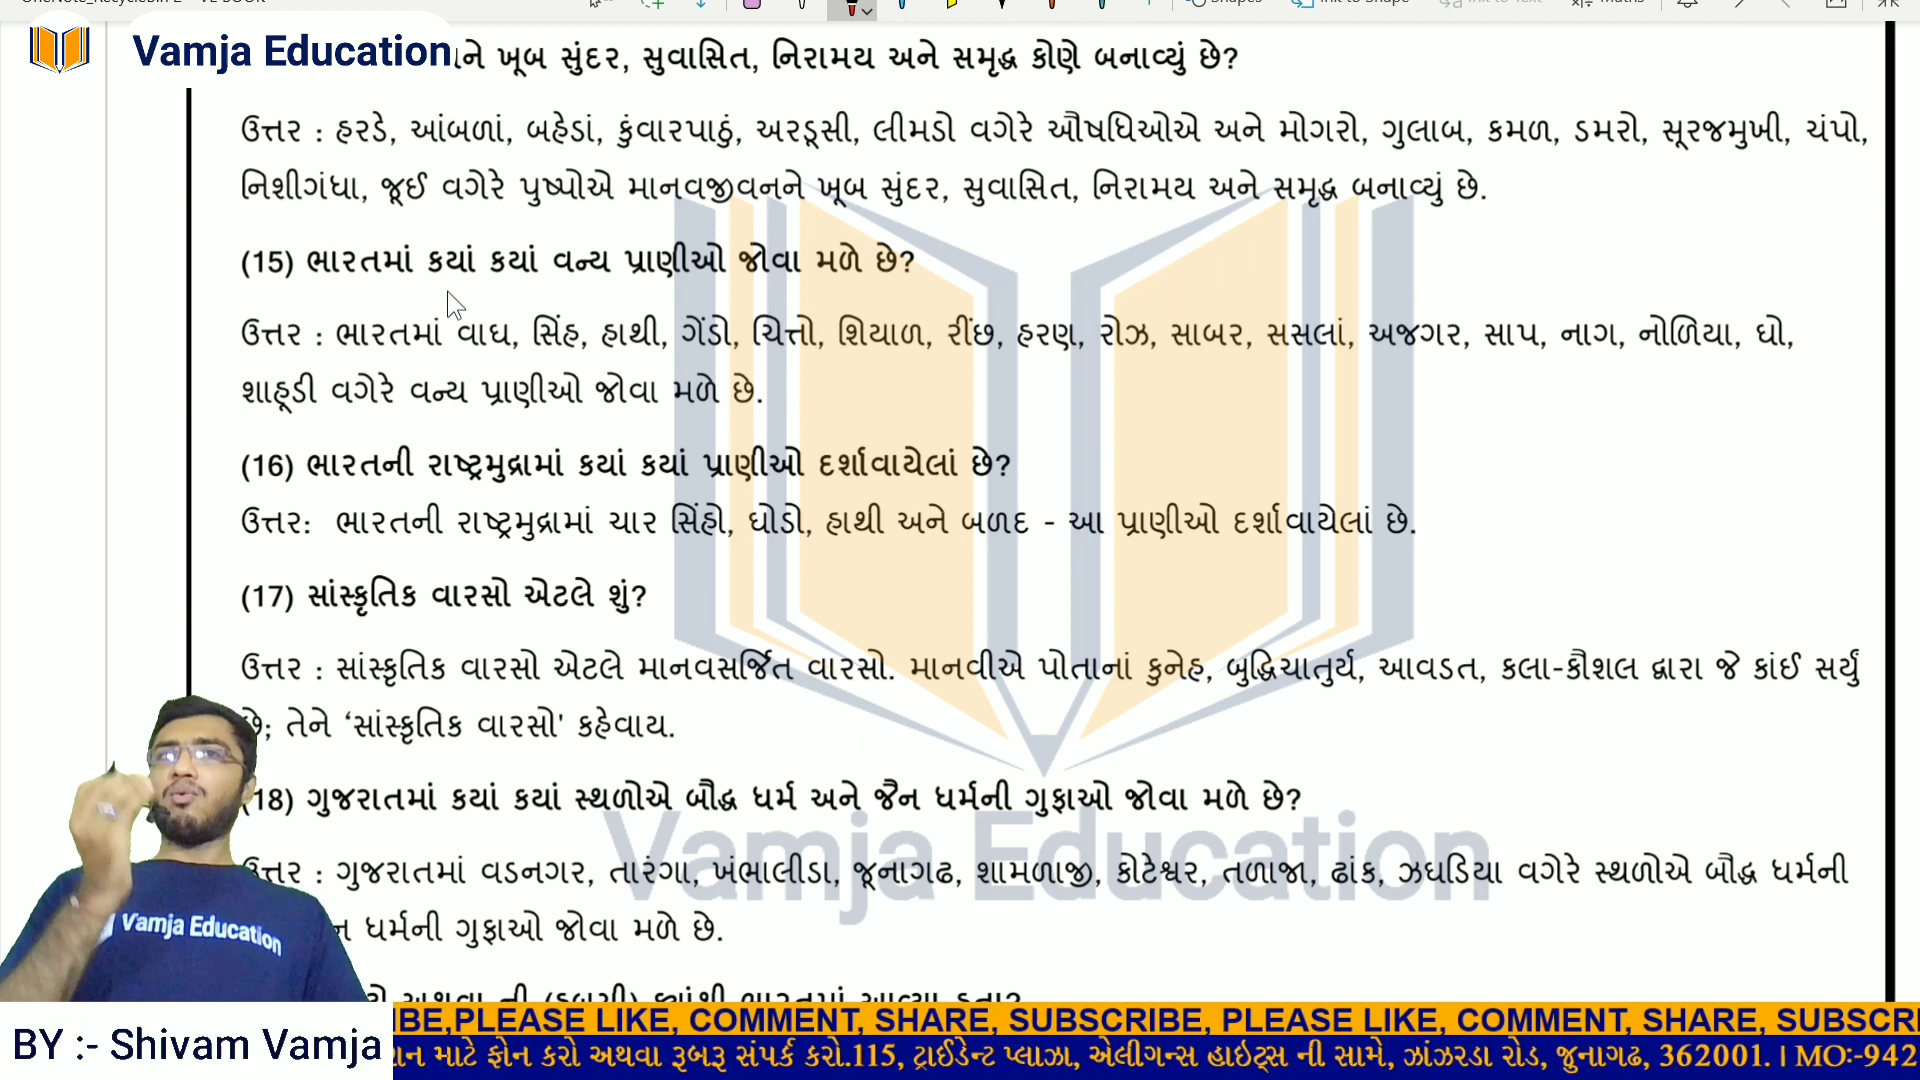 Vamja Education
ને ખૂબ સુંદર, સુવાસિત, નિરામય અને સમૃદ્ધ કોણે બનાવ્યું છે?
ઉત્તર : હરડે, આંબળાં, બહેડાં, કુંવારપાઠું, અરડૂસી, લીમડો વગેરે ઔષધિઓએ અને મોગરો, ગુલાબ, કમળ, ડમરો, સૂરજમુખી, ચંપો,
નિશીગંધા, જૂઈ વગેરે પુષ્પોએ માનવજીવનને ખૂબ સુંદર, સુવાસિત, નિરામય અને સમૃદ્ધ બનાવ્યું છે.
(15) ભારતમાં કયાં કયાં વન્ય પ્રાણીઓ જોવા મળે છે?
ઉત્તર : ભારતમાં વાઘ, સિંહ, હાથી, ગેંડો, ચિત્તો, શિયાળ, રીંછ, હરણ, રોઝ, સાબર, સસલાં, અજગર, સાપ, નાગ, નોળિયા, ઘો,
શાહૂડી વગેરે વન્ય પ્રાણીઓ જોવા મળે છે.
(16) ભારતની રાષ્ટ્રમુદ્રામાં કયાં કયાં પ્રાણીઓ દર્શાવાયેલાં છે?
ઉત્તર: ભારતની રાષ્ટ્રમુદ્રામાં ચાર સિંહો, ઘોડો, હાથી અને બળદ - આ પ્રાણીઓ દર્શાવાયેલાં છે.
(17) સાંસ્કૃતિક વારસો એટલે શું?
ઉત્તર : સાંસ્કૃતિક વારસો એટલે માનવસર્જિત વારસો. માનવીએ પોતાનાં કુનેહ, બુદ્ધિચાતુર્ય, આવડત, કલા-કૌશલ દ્વારા જે કાંઈ સર્યું
છે; તેને ‘સાંસ્કૃતિક વારસો' કહેવાય.
(18) ગુજરાતમાં કયાં કયાં સ્થળોએ બૌદ્ધ ધર્મ અને જૈન ધર્મની ગુફાઓ જોવા મળે છે?
Vamja Education
ઉત્તર : ગુજરાતમાં વડનગર, તારંગા, ખંભાલીડા, જૂનાગઢ, શામળાજી, કોટેશ્વર, તળાજા, ઢાંક, ઝઘડિયા વગેરે સ્થળોએ બૌદ્ધ ધર્મની
ધર્મની ગુફાઓ જોવા મળે છે.
Vamja Education
BY :- Shivam Vamja
IBE,PLEASE LIKE, COMMENT, SHARE, SUBSCRIBE, PLEASE LIKE, COMMENT, SHARE, SUBSCRI
માટે ફોન કરો અથવા રૂબરૂ સંપર્ક કરો.115, ટ્રાઈડેન્ટ પ્લાઝા, એલીગન્સ હાઇટ્સ ની સામે, ઝાંઝરડા રોડ, જુનાગઢ, 362001. | MO:-942